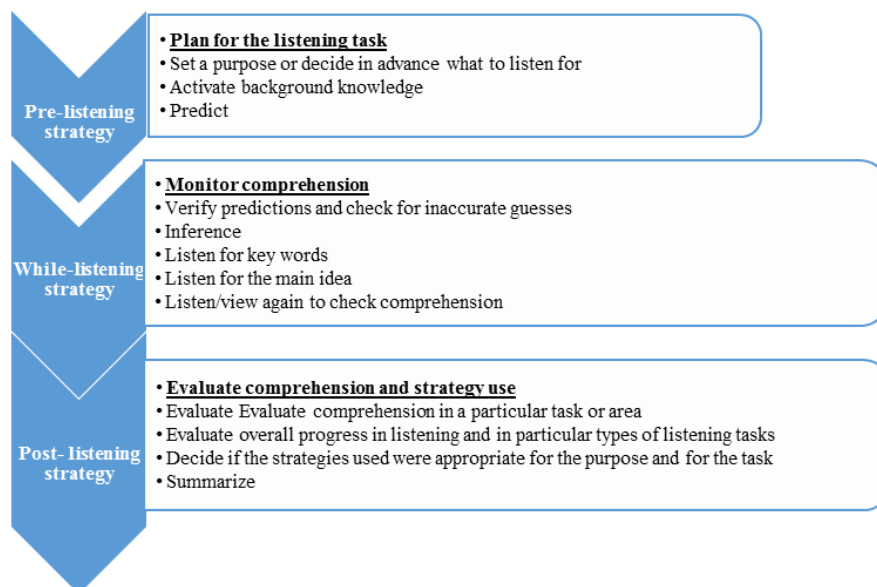 Pre-listening
strategy
• Plan for the listening task
• Set a purpose or decide in advance what to listen for
• Activate background knowledge
• Predict
While-listening
strategy
• Monitor comprehension
• Verify predictions and check for inaccurate guesses
• Inference
• Listen for key words
• Listen for the main idea
• Listen/view again to check comprehension
Post- listening
strategy
• Evaluate comprehension and strategy use
• Evaluate Evaluate comprehension in a particular task or area
• Evaluate overall progress in listening and in particular types of listening tasks
• Decide if the strategies used were appropriate for the purpose and for the task
• Summarize